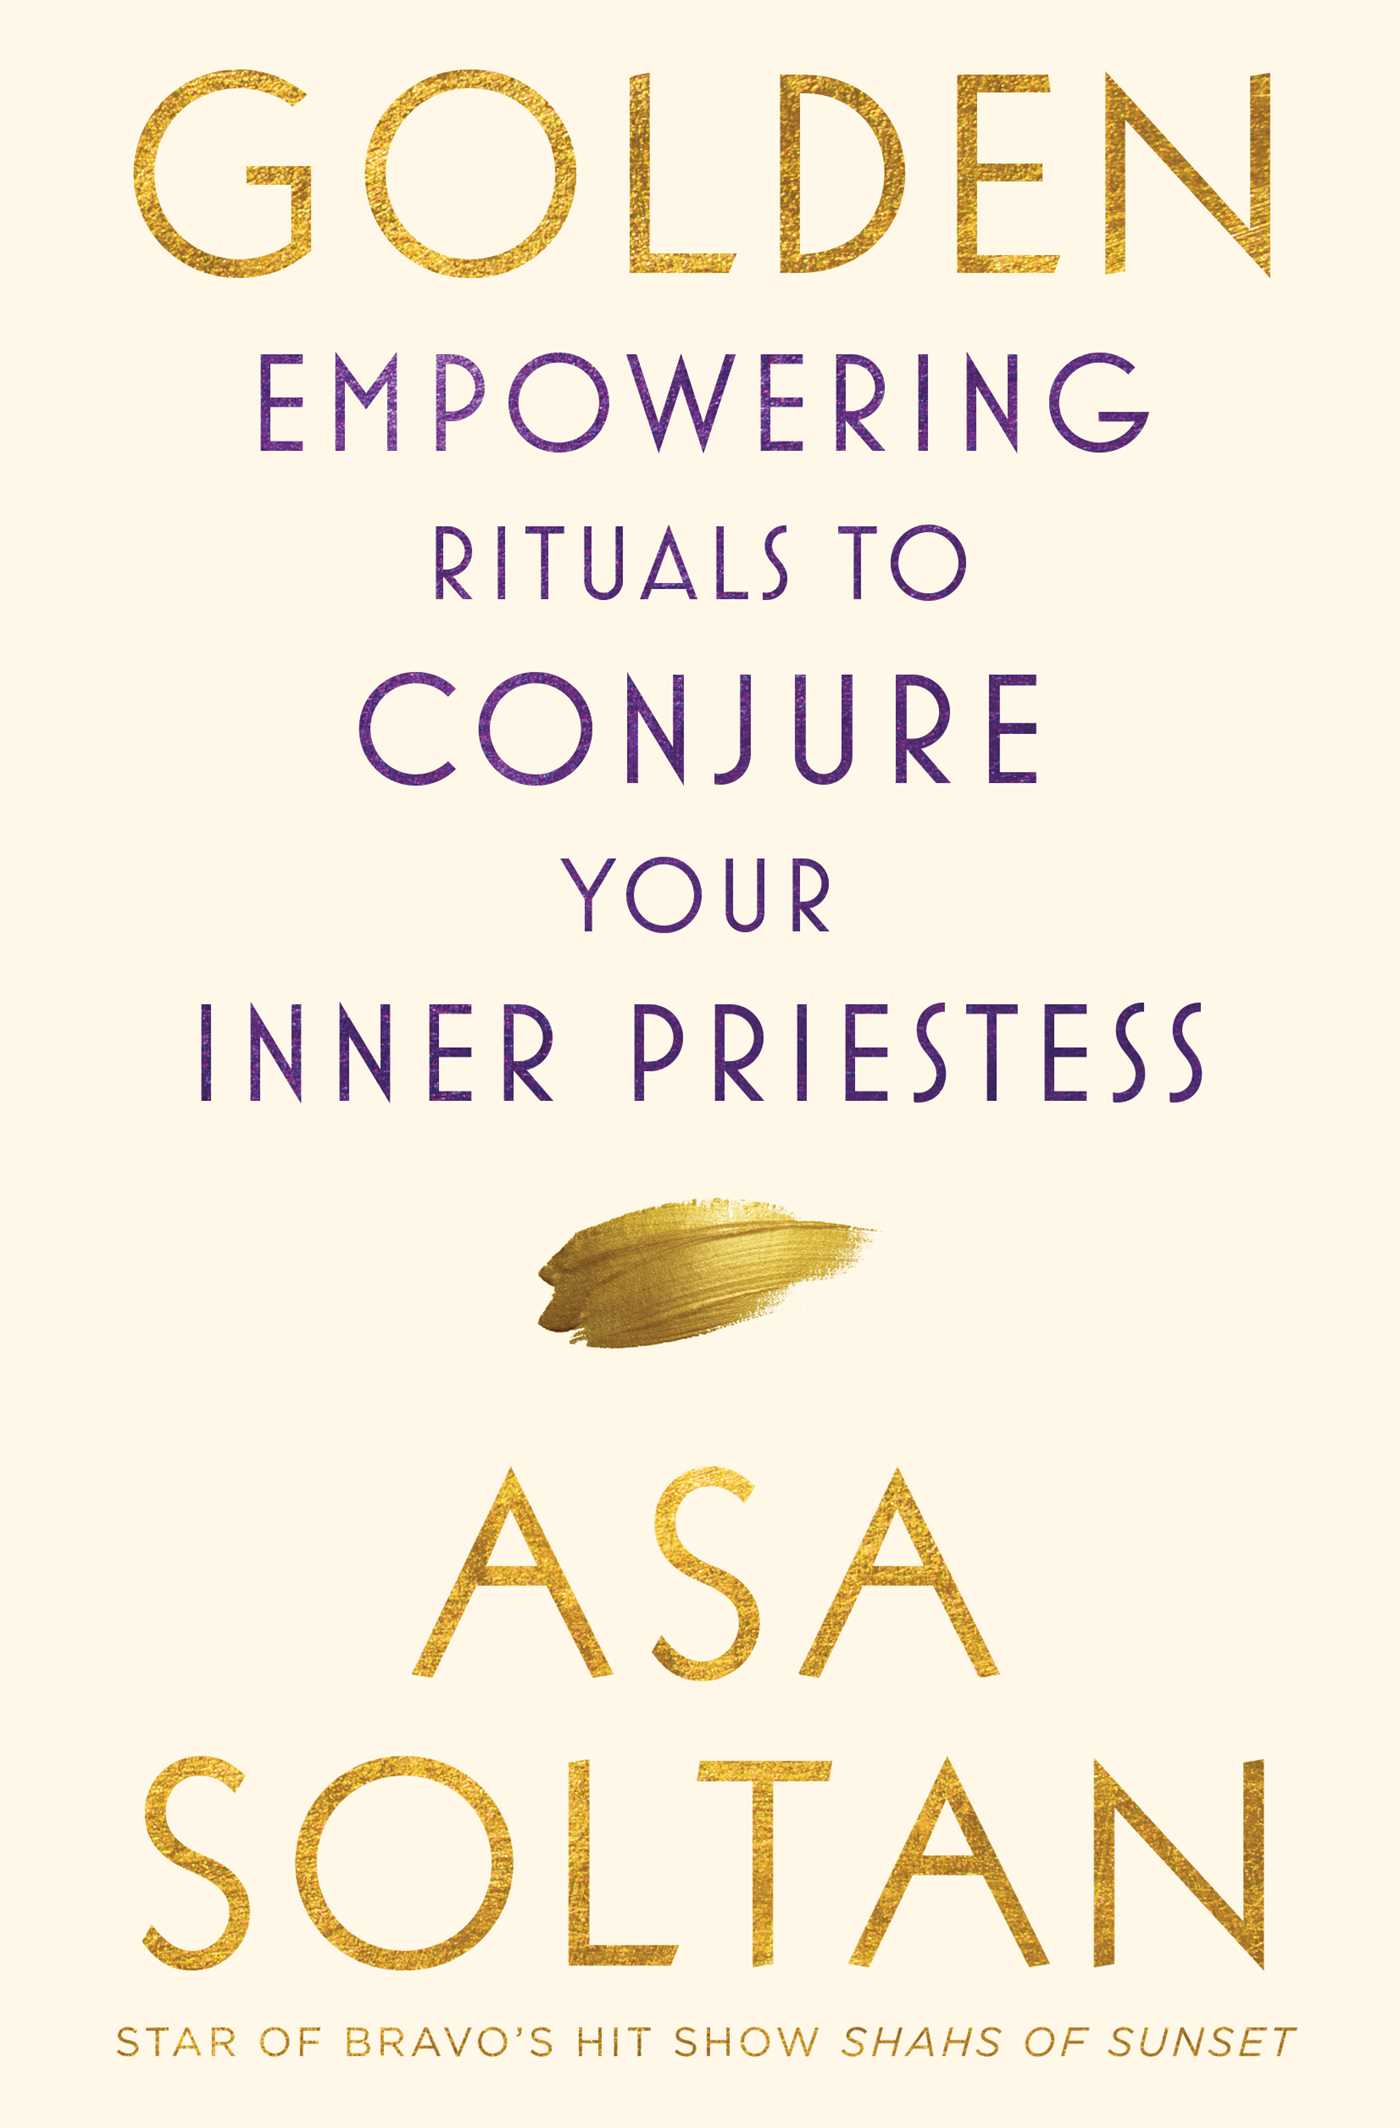 GOLDEN
EMPOWERING
RITUALS TO
CONJURE
YOUR
INNER PRIESTESS
ASA
SOLTAN
STAR OF BRAVO'S HIT SHOW SHAHS OF SUNSET